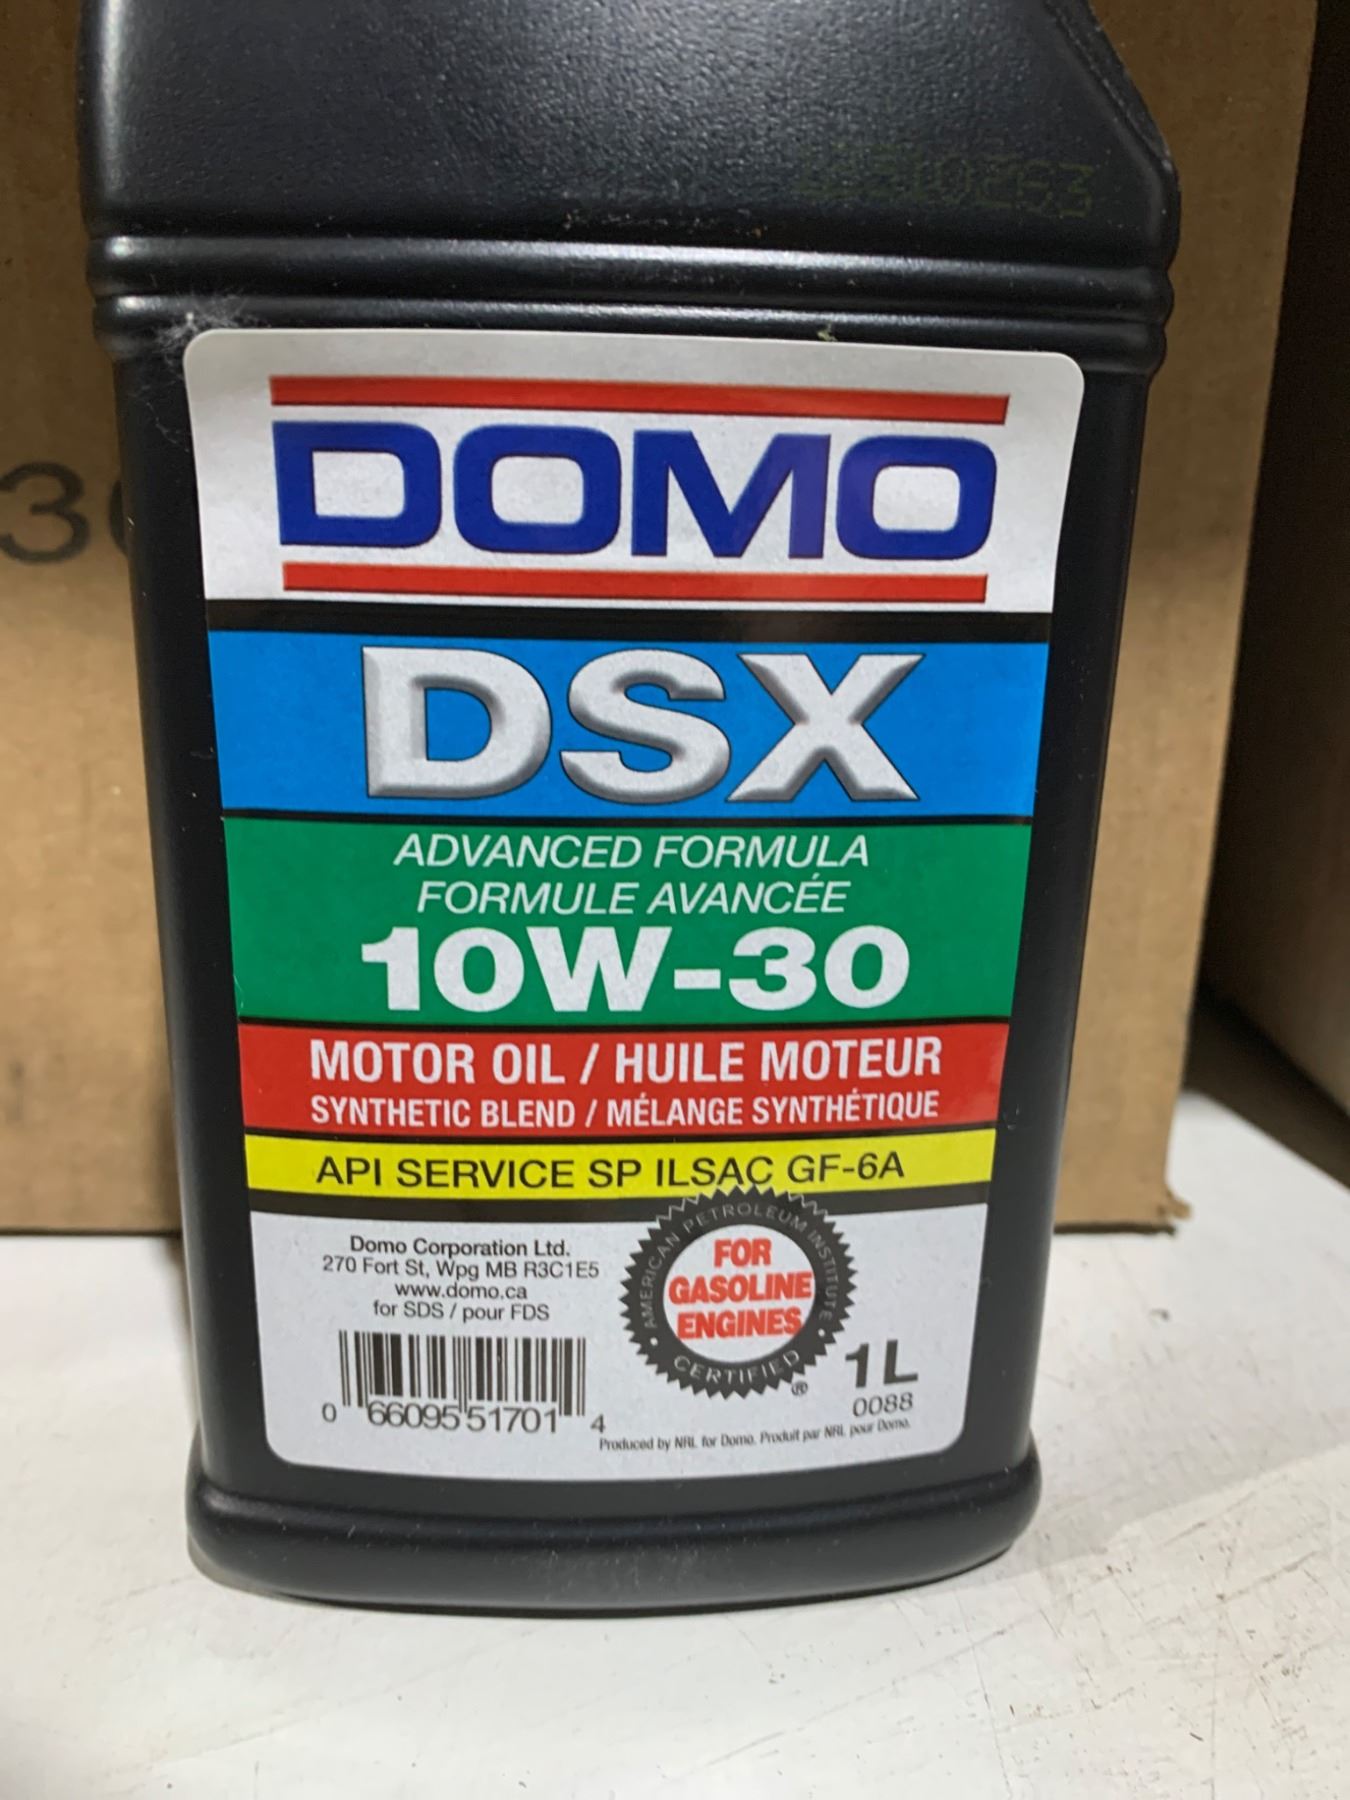 DOMO
DSX
ADVANCED FORMULA
FORMULE AVANCÉE
10W-30
MOTOR OIL / HUILE MOTEUR
SYNTHETIC BLEND / MÉLANGE SYNTHÉTIQUE
API SERVICE SP ILSAC GF-6A
Domo Corporation Ltd.
270 Fort St, Wpg MB R3C1E5
www.domo.ca
for SDS / pour FDS
0 66095 51701 4
AMERICAN PETROLEUM INSTITUTE
FOR
GASOLINE
ENGINES
CERTIFIED
®
1L
0088
Produced by NRL for Domo. Produit par NRL pour Domo.